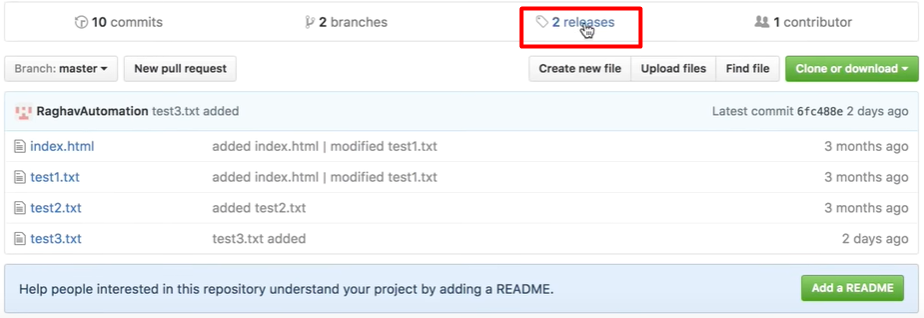 10 commits 2 branches 2 releases 1 contributor
Branch: master New pull request Create new file Upload files Find file Clone or download
RaghavAutomation test3.txt added Latest commit 6fc488e 2 days ago
index.html added index.html | modified test1.txt 3 months ago
test1.txt added index.html | modified test1.txt 3 months ago
test2.txt added test2.txt 3 months ago
test3.txt test3.txt added 2 days ago
Help people interested in this repository understand your project by adding a README. Add a README